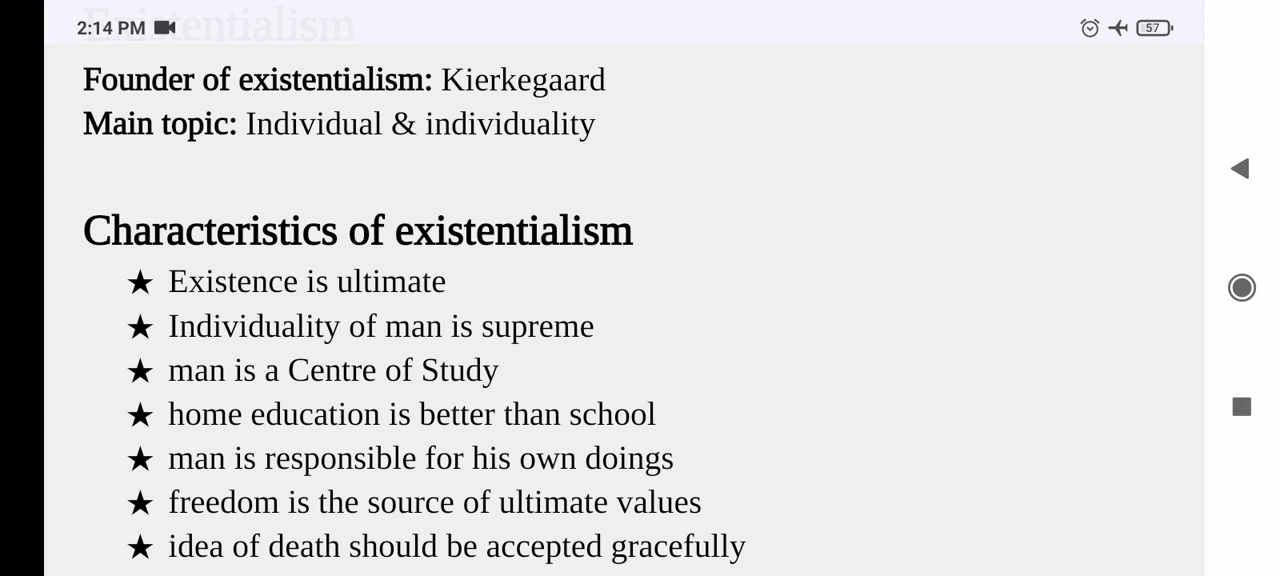 Existentialism
2:14 PM
57
Founder of existentialism: Kierkegaard
Main topic: Individual & individuality
Characteristics of existentialism
★ Existence is ultimate
★ Individuality of man is supreme
★ man is a Centre of Study
★ home education is better than school
★ man is responsible for his own doings
★ freedom is the source of ultimate values
★ idea of death should be accepted gracefully